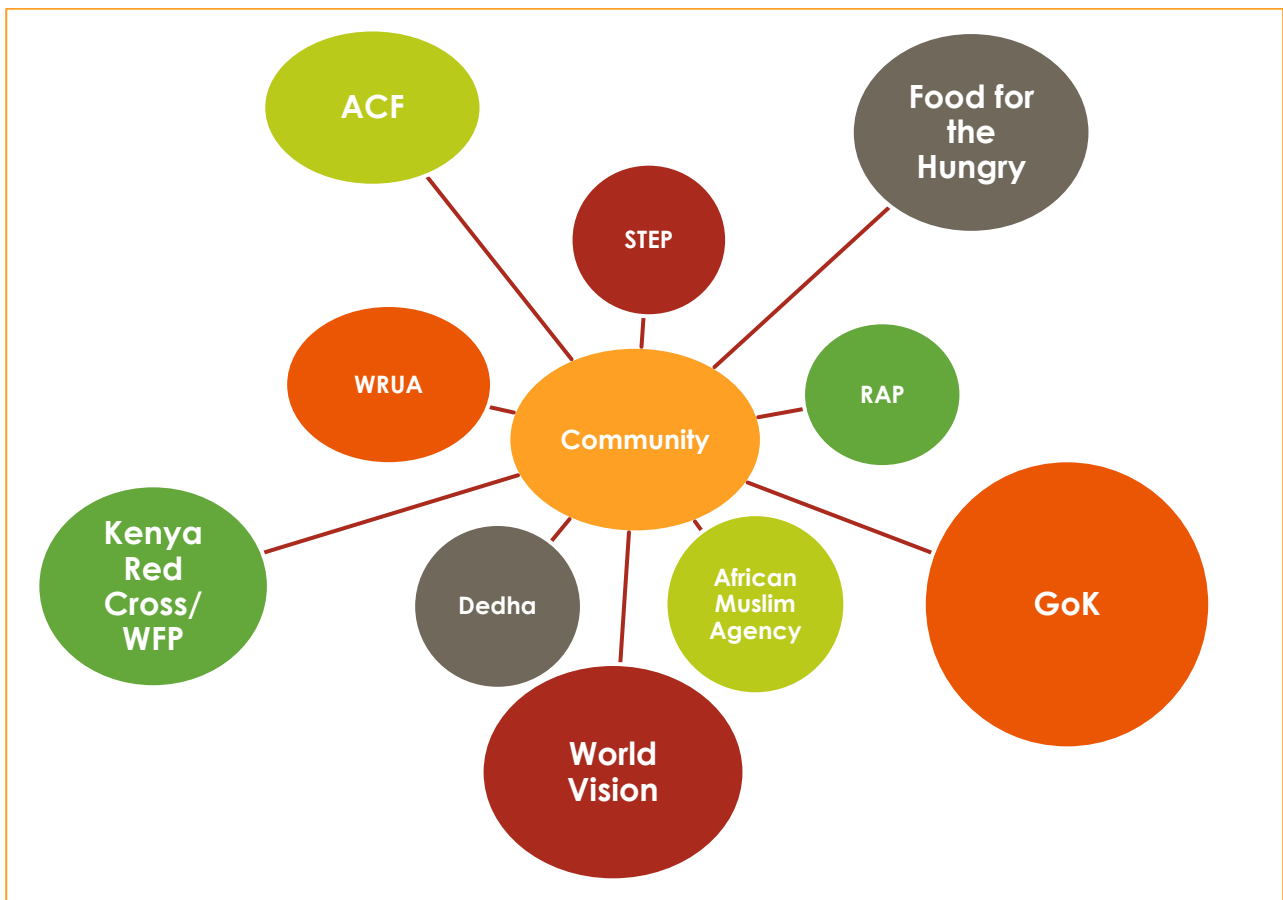 ACF
Food for
the
Hungry
STEP
WRUA
RAP
Community
Kenya
Red
Cross/
WFP
Dedha
African
Muslim
Agency
GoK
World
Vision